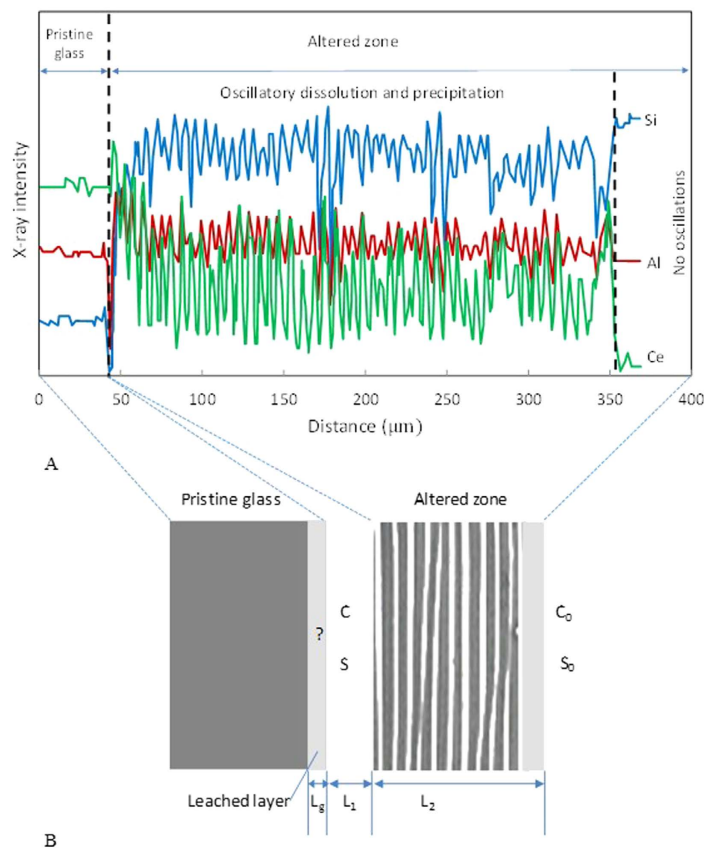 Pristine
glass
Altered zone
Oscillatory dissolution and precipitation
X-ray intensity
Si
Al
Ce
No oscillations
0 50 100 150 200 250 300 350 400
Distance (μm)
A
Pristine glass Altered zone
C C₀
?
S S₀
Leached layer Lg L₁ L₂
B